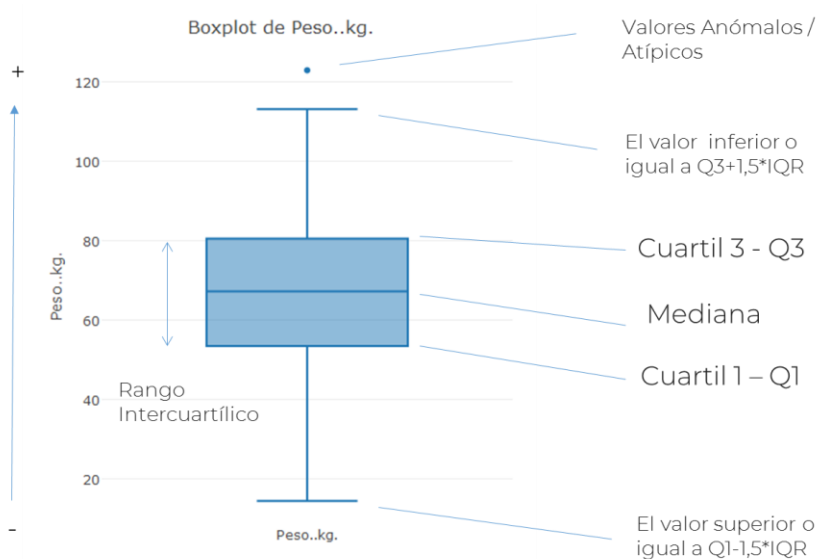 Boxplot de Peso..kg.
Valores Anómalos /
Atípicos
+
120
El valor  inferior o
igual a Q3+1,5*IQR
100
80
Cuartil 3 - Q3
Peso..kg.
Mediana
60
Cuartil 1 – Q1
Rango
Intercuartílico
40
20
-
Peso..kg.
El valor superior o
igual a Q1-1,5*IQR